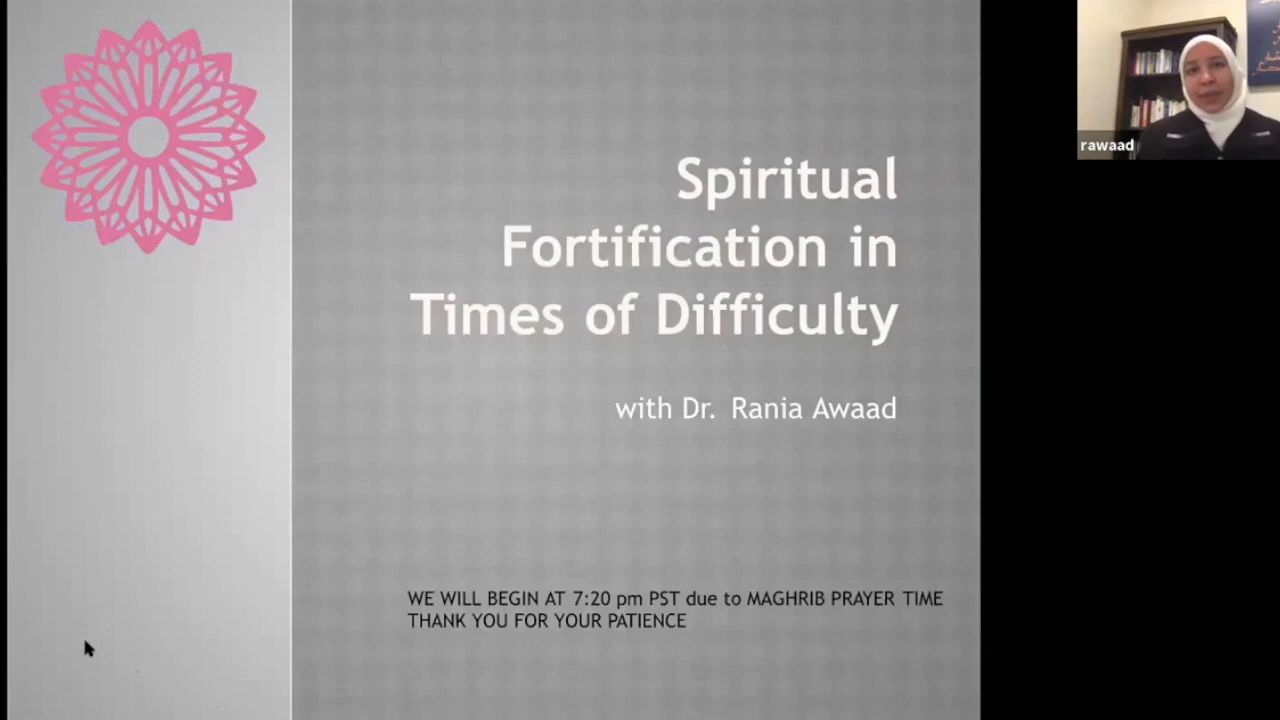 Spiritual
Fortification in
Times of Difficulty
with Dr. Rania Awaad
WE WILL BEGIN AT 7:20 pm PST due to MAGHRIB PRAYER TIME
THANK YOU FOR YOUR PATIENCE
rawaad